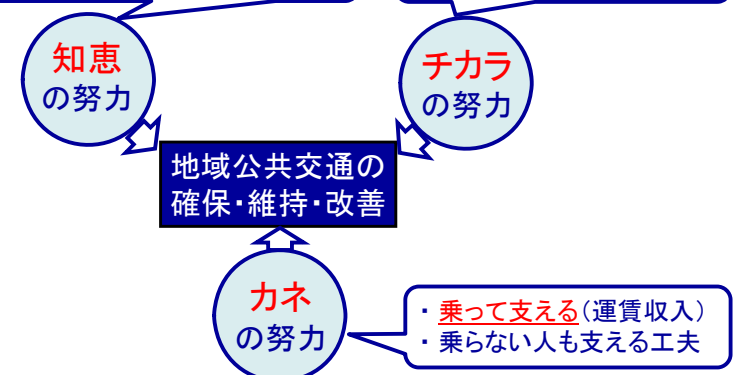 知恵
の努力
チカラ
の努力
地域公共交通の
確保・維持・改善
カネ
の努力
・ 乗って支える(運賃収入)
・ 乗らない人も支える工夫